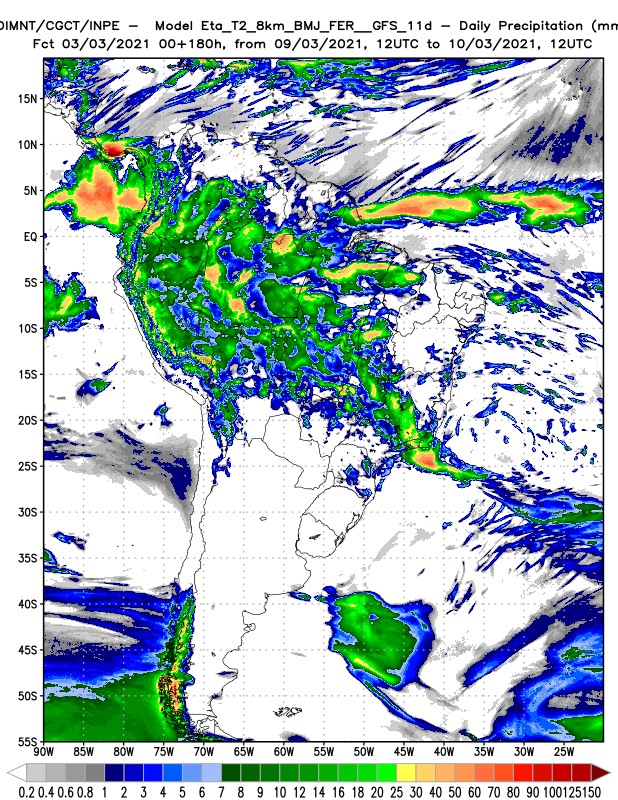 DIMNT/CGCT/INPE – Model Eta_T2_8km_BMJ_FER__GFS_11d – Daily Precipitation (mm
Fct 03/03/2021 00+180h, from 09/03/2021, 12UTC to 10/03/2021, 12UTC
15N
10N
5N
EQ
5S
10S
15S
20S
25S
30S
35S
40S
45S
50S
55S
90W 85W 80W 75W 70W 65W 60W 55W 50W 45W 40W 35W 30W 25W
0.2 0.4 0.6 0.8 1 2 3 4 5 6 7 8 9 10 12 14 16 18 20 25 30 40 50 60 70 80 90 100 125 150